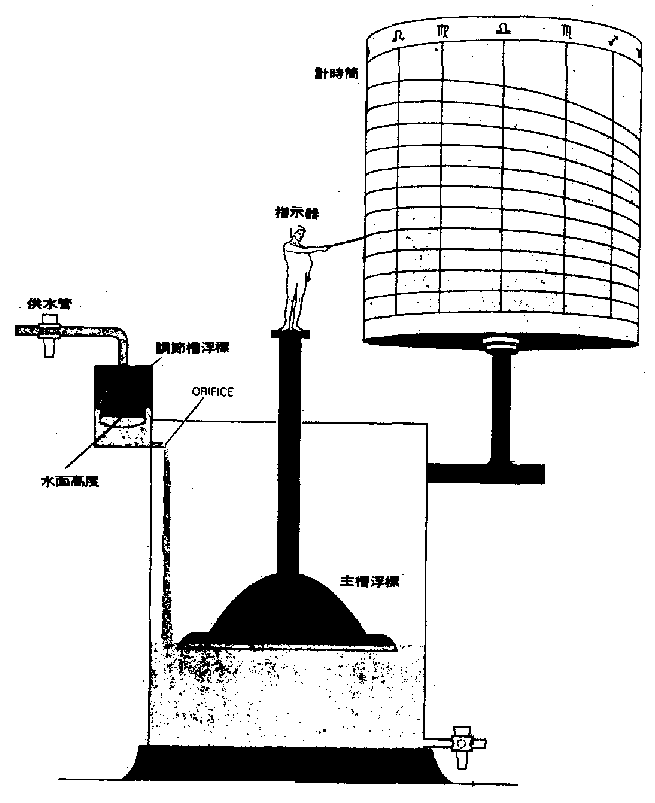 ♌ ♍ ♎ ♏ ♐
計時筒
指示器
供水管
調節槽浮標
ORIFICE
水面高度
主槽浮標